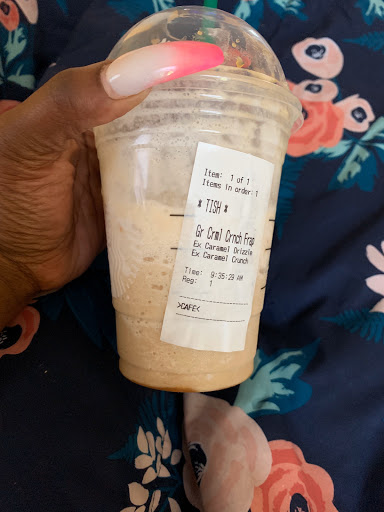 Item: 1 of 1
Items in order: 1
* TISH *
Gr Crml Crnch Frap
Ex Caramel Drizzle
Ex Caramel Crunch
Time: 9:35:29 AM
Reg: 1
>CAFE<